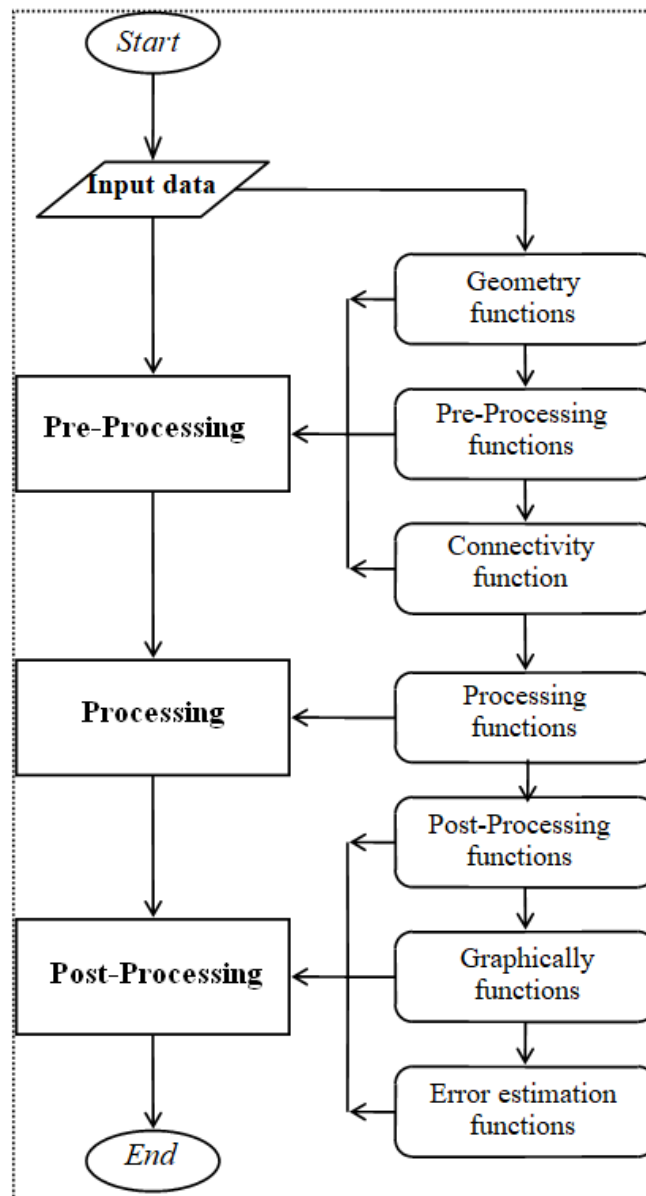 Start
Input data
Geometry
functions
Pre-Processing
Pre-Processing
functions
Connectivity
function
Processing
Processing
functions
Post-Processing
functions
Post-Processing
Graphically
functions
Error estimation
functions
End